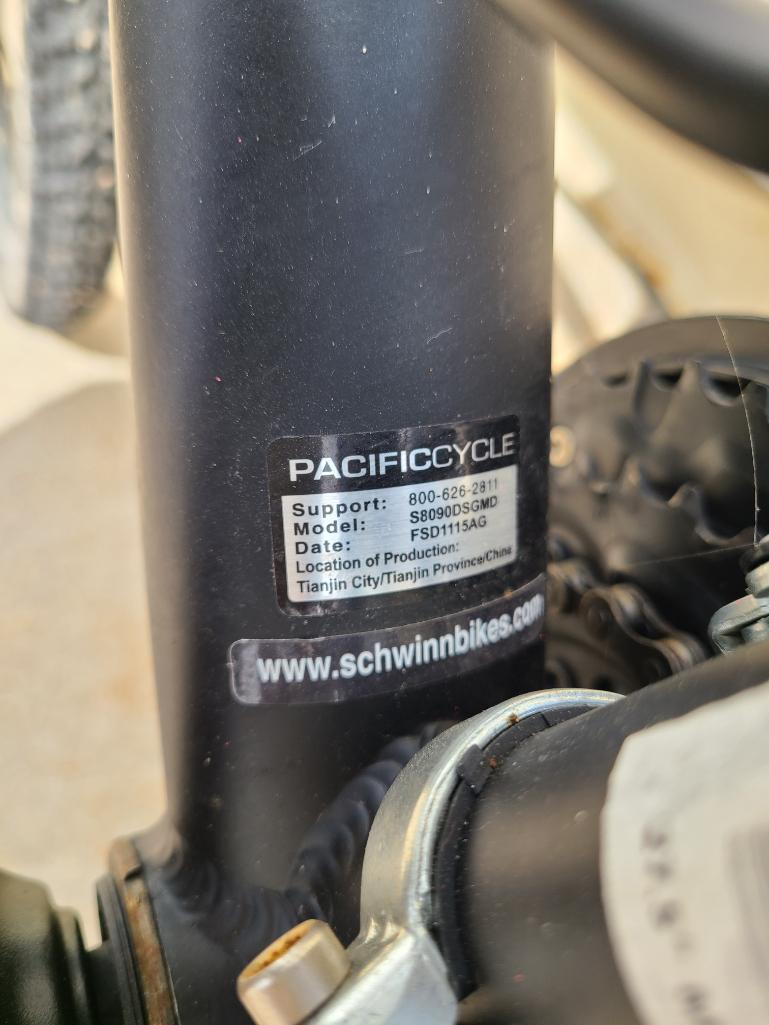 PACIFICCYCLE
Support: 800-626-2811
Model: S8090DSGMD
Date: FSD1115AG
Location of Production:
Tianjin City/Tianjin Province/China
www.schwinnbikes.com